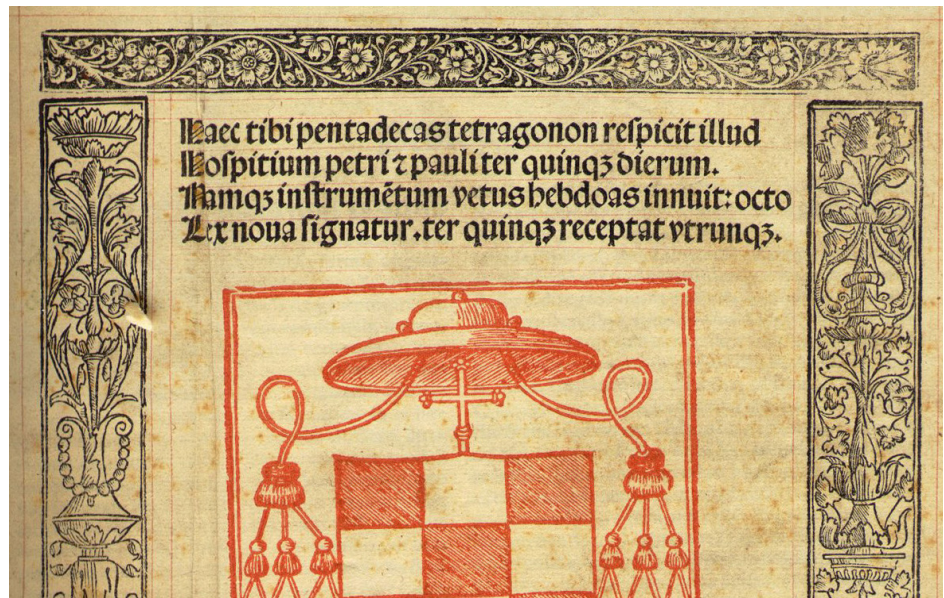 Haec tibi pentadecas tetragonon respicit illud
Hospitium petri ⁊ pauli ter quinqꝫ dierum.
Namqꝫ instrumẽtum vetus hebdoas innuit: octo
Lex noua signatur. ter quinqꝫ receptat vtrunqꝫ.